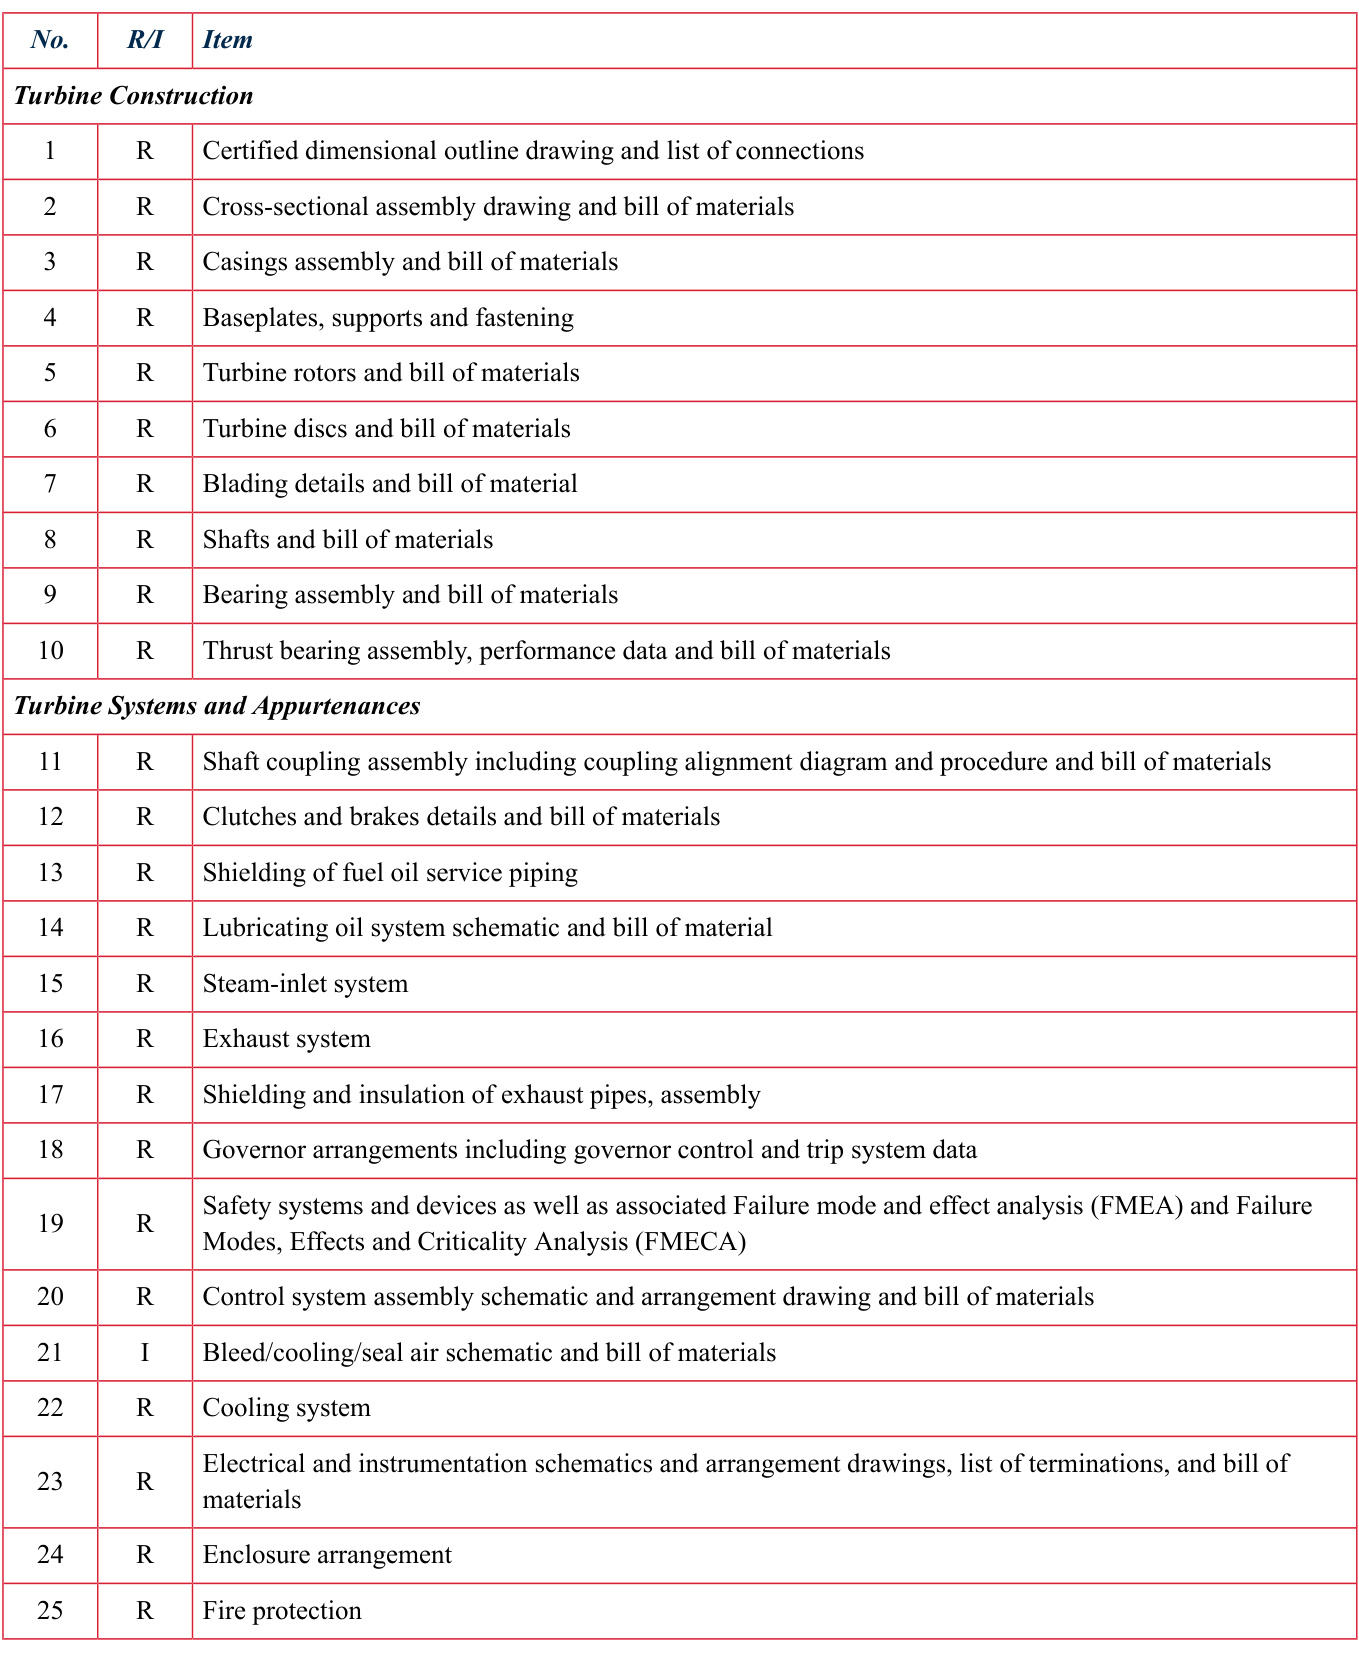 No. R/I Item
Turbine Construction
1 R Certified dimensional outline drawing and list of connections
2 R Cross-sectional assembly drawing and bill of materials
3 R Casings assembly and bill of materials
4 R Baseplates, supports and fastening
5 R Turbine rotors and bill of materials
6 R Turbine discs and bill of materials
7 R Blading details and bill of material
8 R Shafts and bill of materials
9 R Bearing assembly and bill of materials
10 R Thrust bearing assembly, performance data and bill of materials
Turbine Systems and Appurtenances
11 R Shaft coupling assembly including coupling alignment diagram and procedure and bill of materials
12 R Clutches and brakes details and bill of materials
13 R Shielding of fuel oil service piping
14 R Lubricating oil system schematic and bill of material
15 R Steam-inlet system
16 R Exhaust system
17 R Shielding and insulation of exhaust pipes, assembly
18 R Governor arrangements including governor control and trip system data
19 R Safety systems and devices as well as associated Failure mode and effect analysis (FMEA) and Failure
Modes, Effects and Criticality Analysis (FMECA)
20 R Control system assembly schematic and arrangement drawing and bill of materials
21 I Bleed/cooling/seal air schematic and bill of materials
22 R Cooling system
23 R Electrical and instrumentation schematics and arrangement drawings, list of terminations, and bill of
materials
24 R Enclosure arrangement
25 R Fire protection